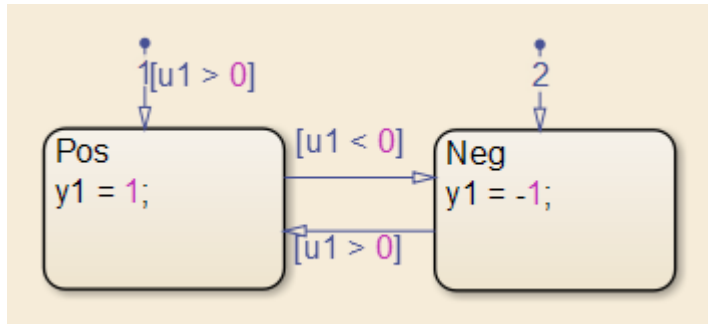 1[u1 > 0]
2
[u1 < 0]
Pos
y1 = 1;
Neg
y1 = -1;
[u1 > 0]